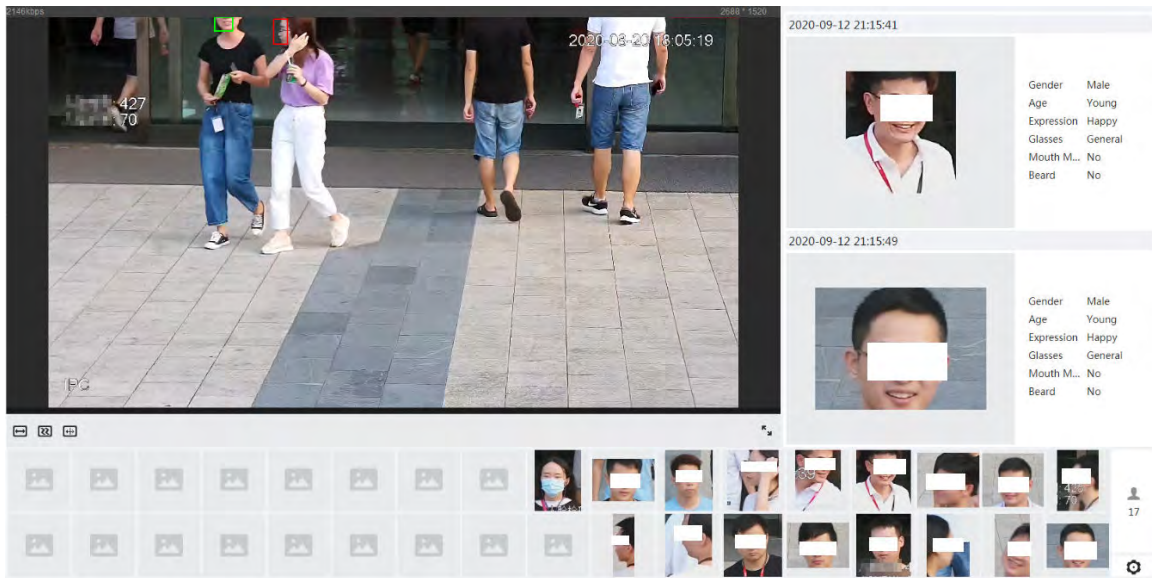 2146kbps
2688 * 1520
2020-08-20 18:05:19
: 427
: 70
IPC
2020-09-12 21:15:41
Gender Male
Age Young
Expression Happy
Glasses General
Mouth M... No
Beard No
2020-09-12 21:15:49
Gender Male
Age Young
Expression Happy
Glasses General
Mouth M... No
Beard No
17